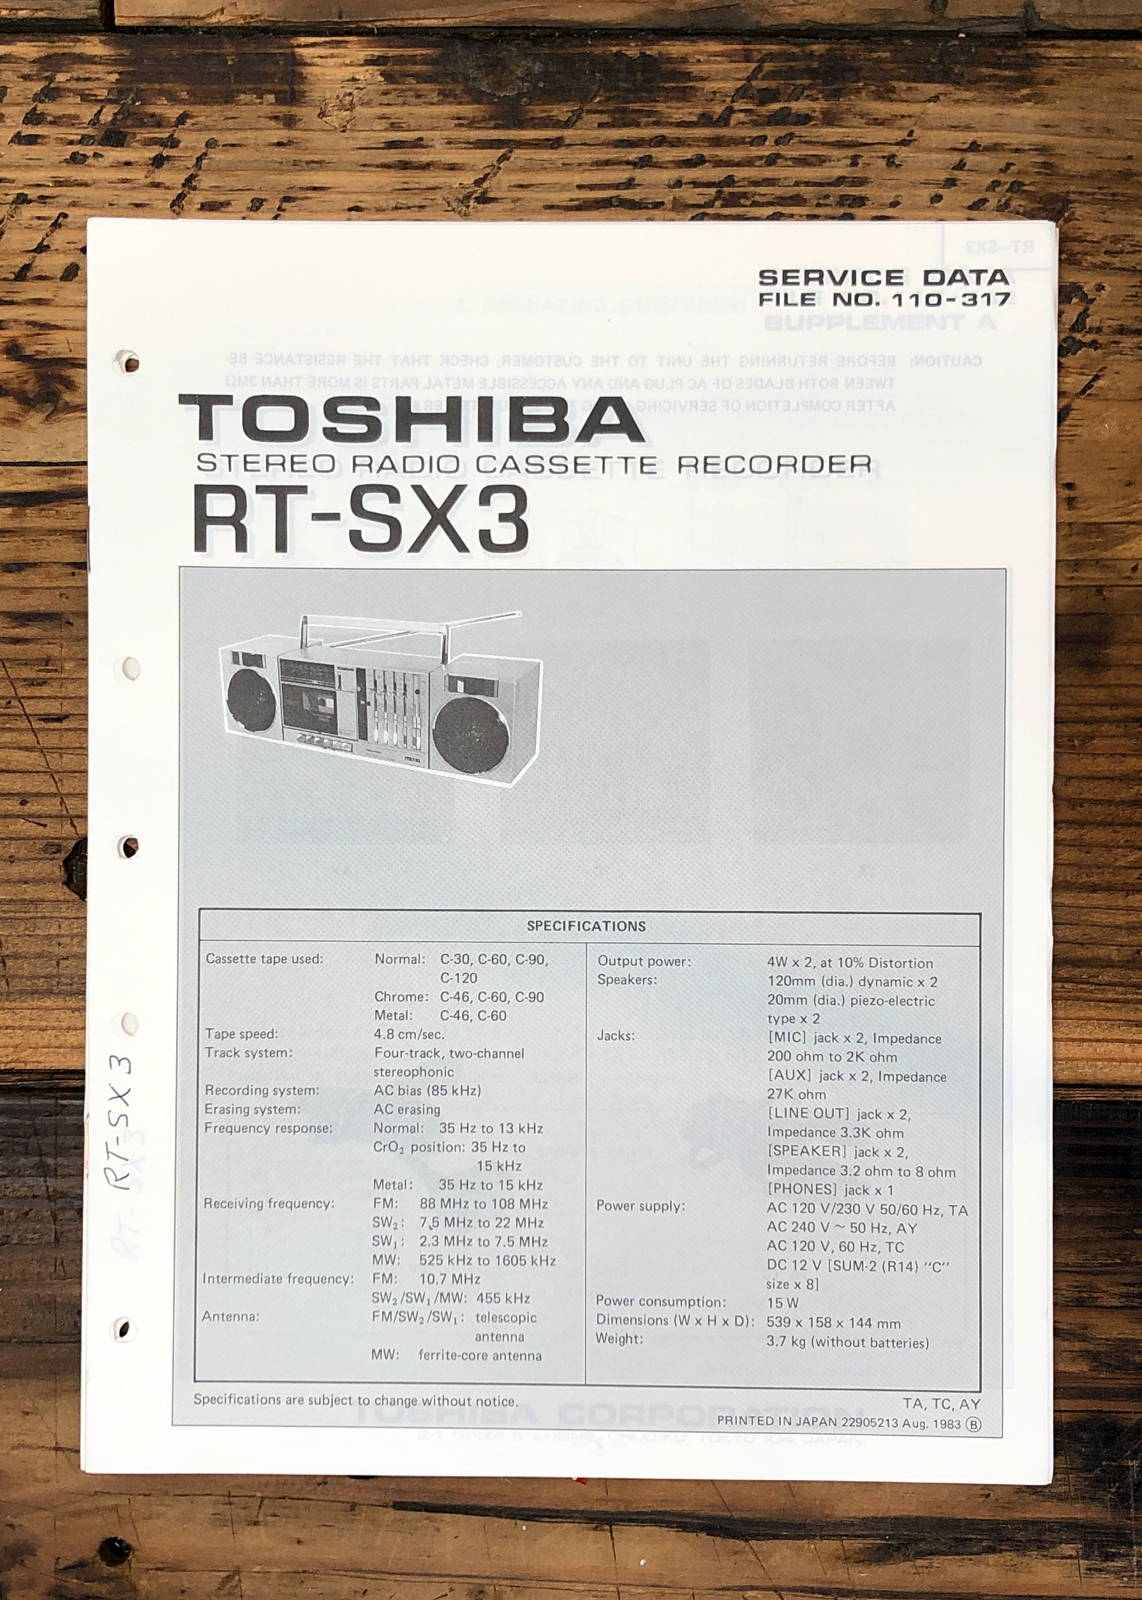 SERVICE DATA
FILE NO. 110-317
TOSHIBA
STEREO RADIO CASSETTE RECORDER
RT-SX3
SPECIFICATIONS
Cassette tape used: Normal: C-30, C-60, C-90,
C-120
Chrome: C-46, C-60, C-90
Metal: C-46, C-60
Tape speed: 4.8 cm/sec.
Track system: Four-track, two-channel
stereophonic
Recording system: AC bias (85 kHz)
Erasing system: AC erasing
Frequency response: Normal: 35 Hz to 13 kHz
CrO₂ position: 35 Hz to
15 kHz
Metal: 35 Hz to 15 kHz
Receiving frequency: FM: 88 MHz to 108 MHz
SW₂: 7.5 MHz to 22 MHz
SW₁: 2.3 MHz to 7.5 MHz
MW: 525 kHz to 1605 kHz
Intermediate frequency: FM: 10.7 MHz
SW₂/SW₁/MW: 455 kHz
Antenna: FM/SW₂/SW₁: telescopic
antenna
MW: ferrite-core antenna
Output power: 4W x 2, at 10% Distortion
Speakers: 120mm (dia.) dynamic x 2
20mm (dia.) piezo-electric
type x 2
Jacks: [MIC] jack x 2, Impedance
200 ohm to 2K ohm
[AUX] jack x 2, Impedance
27K ohm
[LINE OUT] jack x 2,
Impedance 3.3K ohm
[SPEAKER] jack x 2,
Impedance 3.2 ohm to 8 ohm
[PHONES] jack x 1
Power supply: AC 120 V/230 V 50/60 Hz, TA
AC 240 V ~ 50 Hz, AY
AC 120 V, 60 Hz, TC
DC 12 V [SUM-2 (R14) "C"
size x 8]
Power consumption: 15 W
Dimensions (W x H x D): 539 x 158 x 144 mm
Weight: 3.7 kg (without batteries)
Specifications are subject to change without notice.
TA, TC, AY
PRINTED IN JAPAN 22905213 Aug. 1983 Ⓑ
RT-SX3